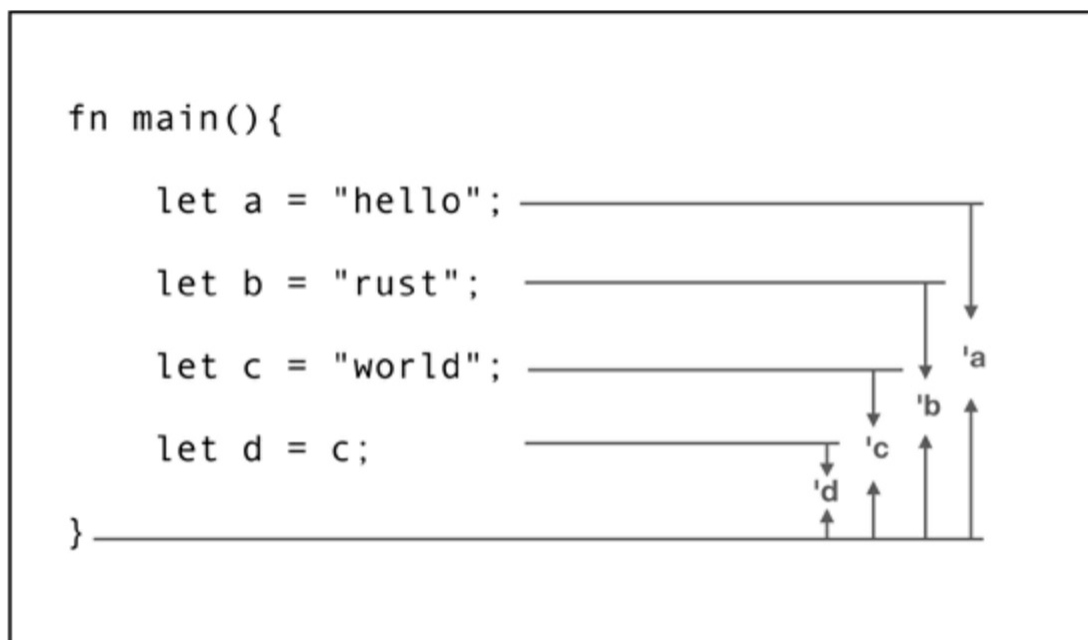 fn main(){
let a = "hello";
let b = "rust";
let c = "world";
let d = c;
}
'a
'b
'c
'd